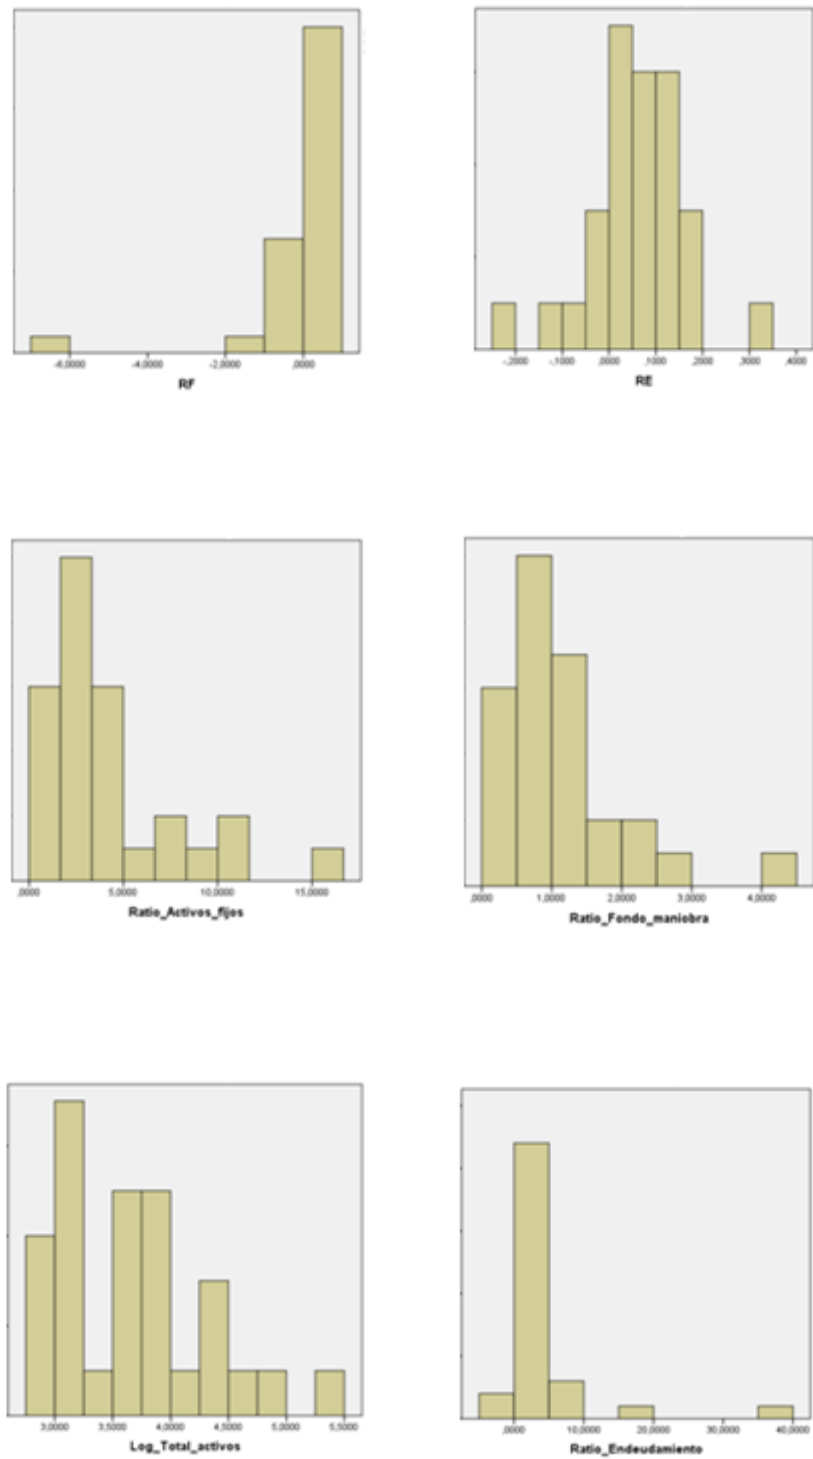 -6,0000 -4,0000 -2,0000 ,0000
RF
-,2000 -,1000 ,0000 ,1000 ,2000 ,3000 ,4000
RE
,0000 5,0000 10,0000 15,0000
Ratio_Activos_fijos
,0000 1,0000 2,0000 3,0000 4,0000
Ratio_Fondo_maniobra
3,0000 3,5000 4,0000 4,5000 5,0000 5,5000
Log_Total_activos
,0000 10,0000 20,0000 30,0000 40,0000
Ratio_Endeudamiento